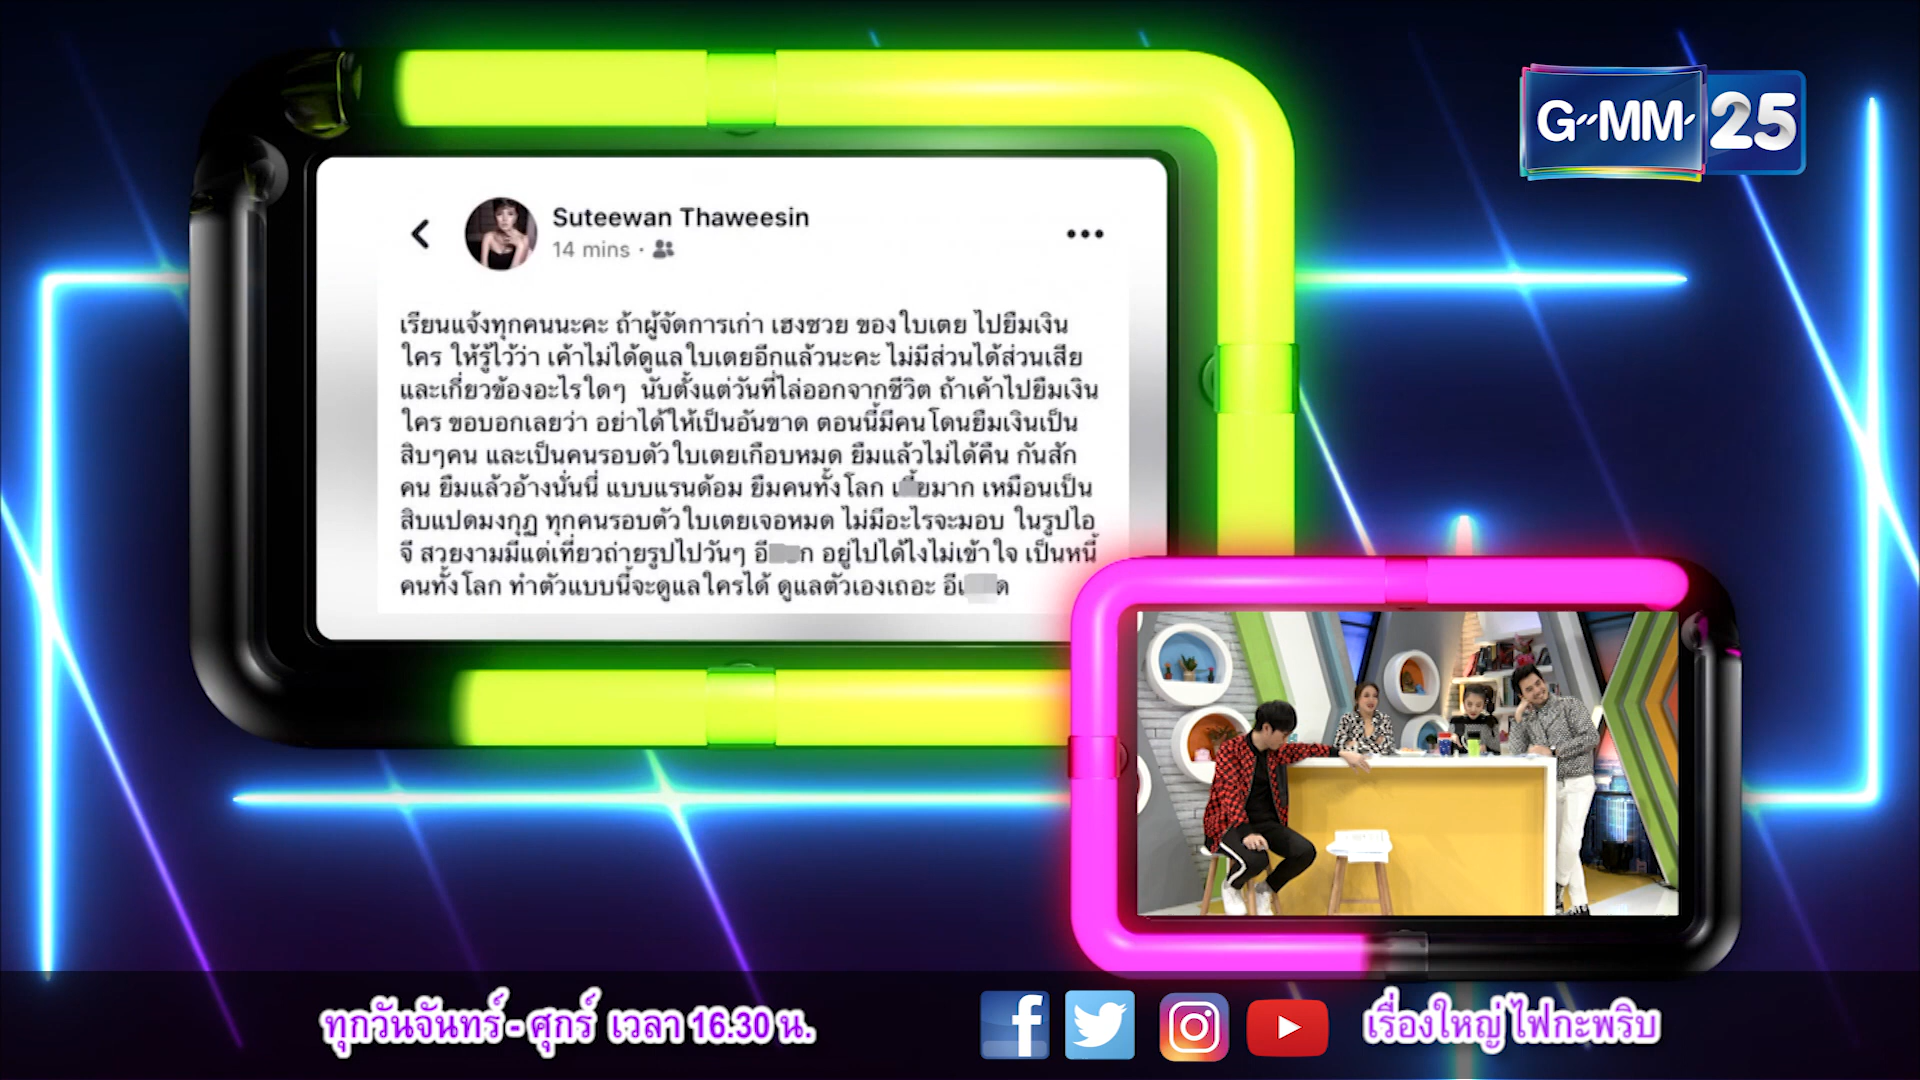 G-MM 25
Suteewan Thaweesin
14 mins ·
เรียนแจ้งทุกคนนะคะ ถ้าผู้จัดการเก่า เฮงซวย ของใบเตย ไปยืมเงิน
ใคร ให้รู้ไว้ว่า เค้าไม่ได้ดูแลใบเตยอีกแล้วนะคะ ไม่มีส่วนได้ส่วนเสีย
และเกี่ยวข้องอะไรใดๆ นับตั้งแต่วันที่ไล่ออกจากชีวิต ถ้าเค้าไปยืมเงิน
ใคร ขอบอกเลยว่า อย่าได้ให้เป็นอันขาด ตอนนี้มีคนโดนยืมเงินเป็น
สิบๆคน และเป็นคนรอบตัวใบเตยเกือบหมด ยืมแล้วไม่ได้คืน กันสัก
คน ยืมแล้วอ้างนั่นนี่ แบบแรนด้อม ยืมคนทั้งโลก มาก เหมือนเป็น
สิบแปดมงกุฎ ทุกคนรอบตัวใบเตยเจอหมด ไม่มีอะไรจะมอบ ในรูปไอ
จี สวยงามมีแต่เที่ยวถ่ายรูปไปวันๆ อยู่ไปได้ไงไม่เข้าใจ เป็นหนี้
คนทั้งโลก ทำตัวแบบนี้จะดูแลใครได้ ดูแลตัวเองเถอะ
ทุกวันจันทร์ - ศุกร์ เวลา 16.30 น.
เรื่องใหญ่ ไฟกะพริบ